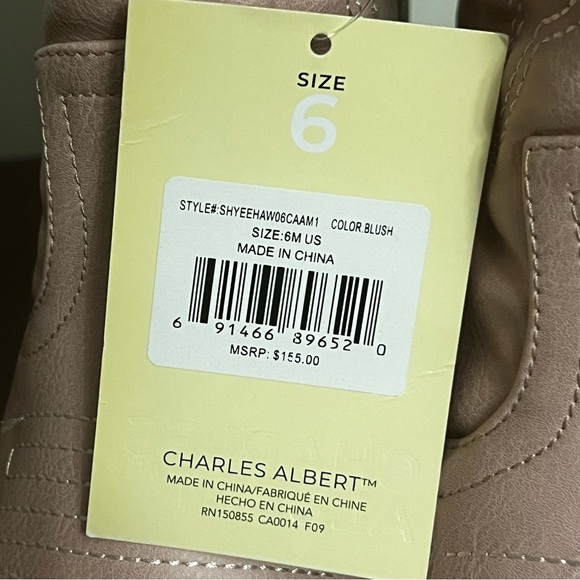 SIZE
6
STYLE#:SHYEEHAW06CAAM1 COLOR:BLUSH
SIZE:6M US
MADE IN CHINA
6 91466 89652 0
MSRP: $155.00
CHARLES ALBERT™
MADE IN CHINA/FABRIQUÉ EN CHINE
HECHO EN CHINA
RN150855 CA0014 F09